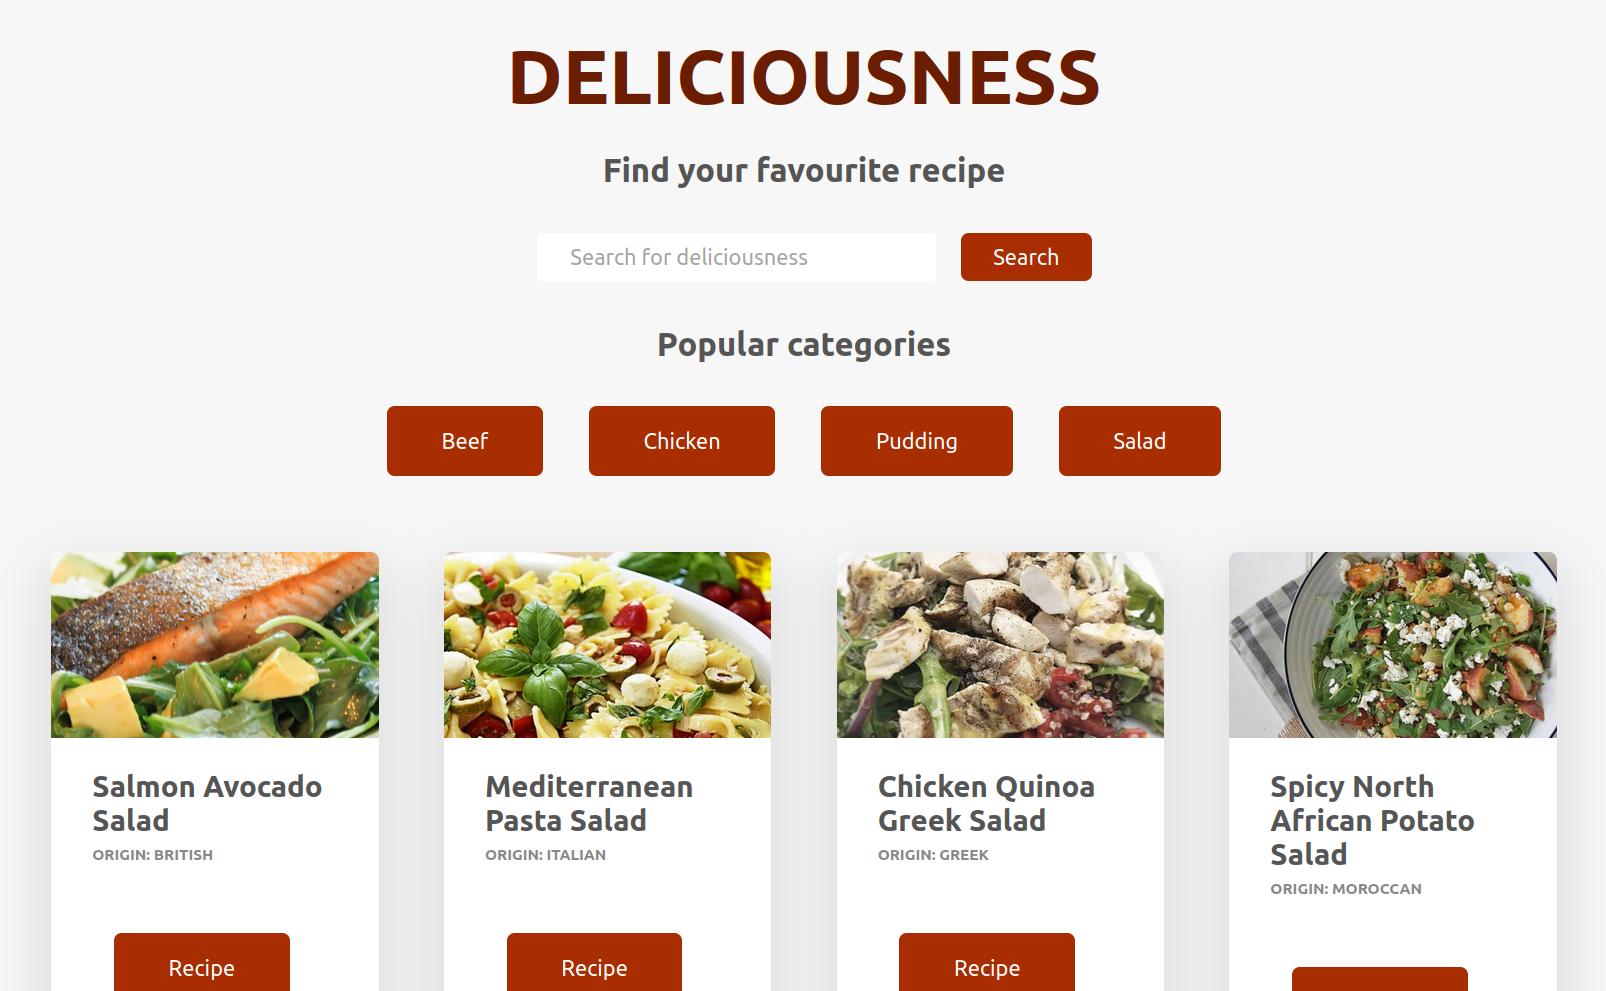 DELICIOUSNESS
Find your favourite recipe
Search for deliciousness
Search
Popular categories
Beef
Chicken
Pudding
Salad
Salmon Avocado
Salad
ORIGIN: BRITISH
Recipe
Mediterranean
Pasta Salad
ORIGIN: ITALIAN
Recipe
Chicken Quinoa
Greek Salad
ORIGIN: GREEK
Recipe
Spicy North
African Potato
Salad
ORIGIN: MOROCCAN